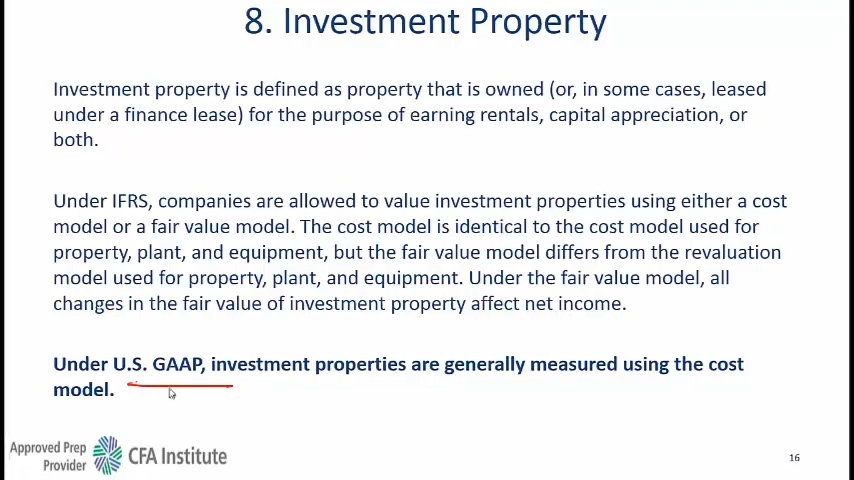 8. Investment Property
Investment property is defined as property that is owned (or, in some cases, leased
under a finance lease) for the purpose of earning rentals, capital appreciation, or
both.
Under IFRS, companies are allowed to value investment properties using either a cost
model or a fair value model. The cost model is identical to the cost model used for
property, plant, and equipment, but the fair value model differs from the revaluation
model used for property, plant, and equipment. Under the fair value model, all
changes in the fair value of investment property affect net income.
Under U.S. GAAP, investment properties are generally measured using the cost
model.
Approved Prep
Provider
CFA Institute
16